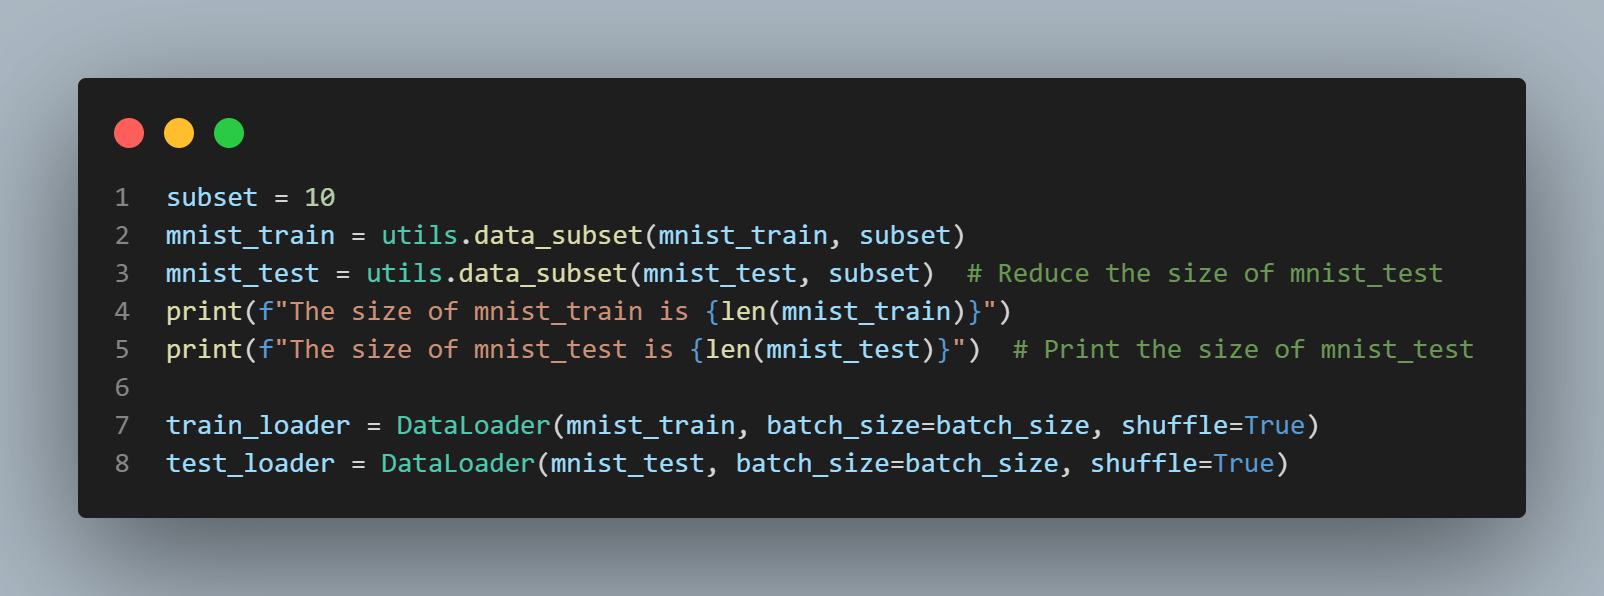 1 subset = 10
2 mnist_train = utils.data_subset(mnist_train, subset)
3 mnist_test = utils.data_subset(mnist_test, subset)  # Reduce the size of mnist_test
4 print(f"The size of mnist_train is {len(mnist_train)}")
5 print(f"The size of mnist_test is {len(mnist_test)}")  # Print the size of mnist_test
6
7 train_loader = DataLoader(mnist_train, batch_size=batch_size, shuffle=True)
8 test_loader = DataLoader(mnist_test, batch_size=batch_size, shuffle=True)